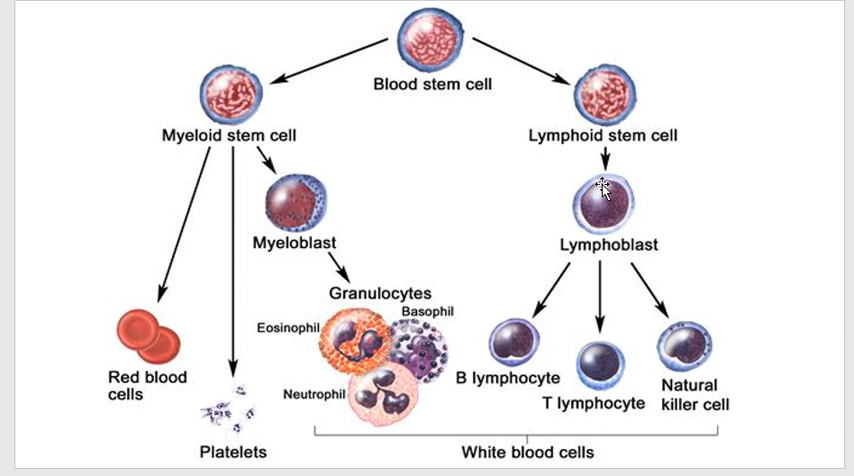 Blood stem cell
Myeloid stem cell
Lymphoid stem cell
Myeloblast
Lymphoblast
Granulocytes
Basophil
Eosinophil
Neutrophil
Red blood
cells
Platelets
B lymphocyte
T lymphocyte
Natural
killer cell
White blood cells